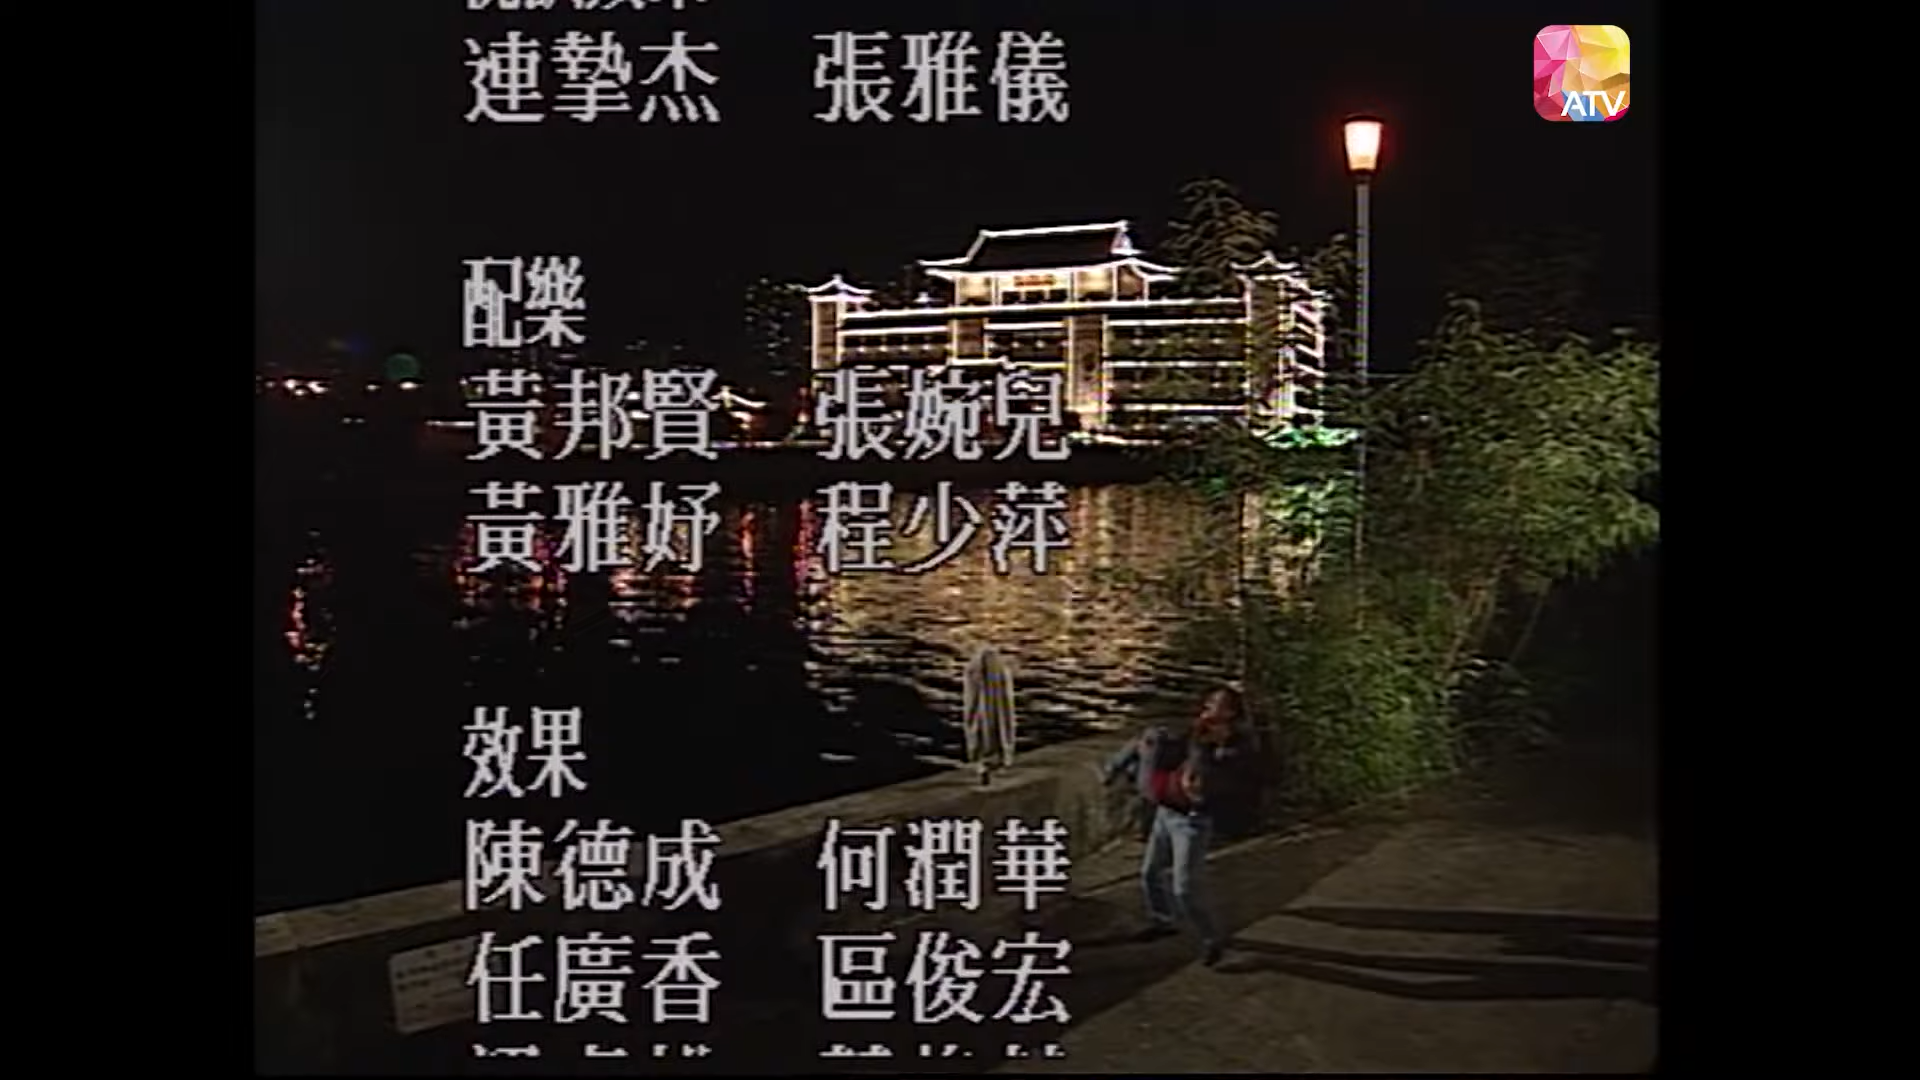 連摯杰 張雅儀
ATV
配樂
黃邦賢 張婉兒
黃雅妤 程少萍
效果
陳德成 何潤華
任廣香 區俊宏